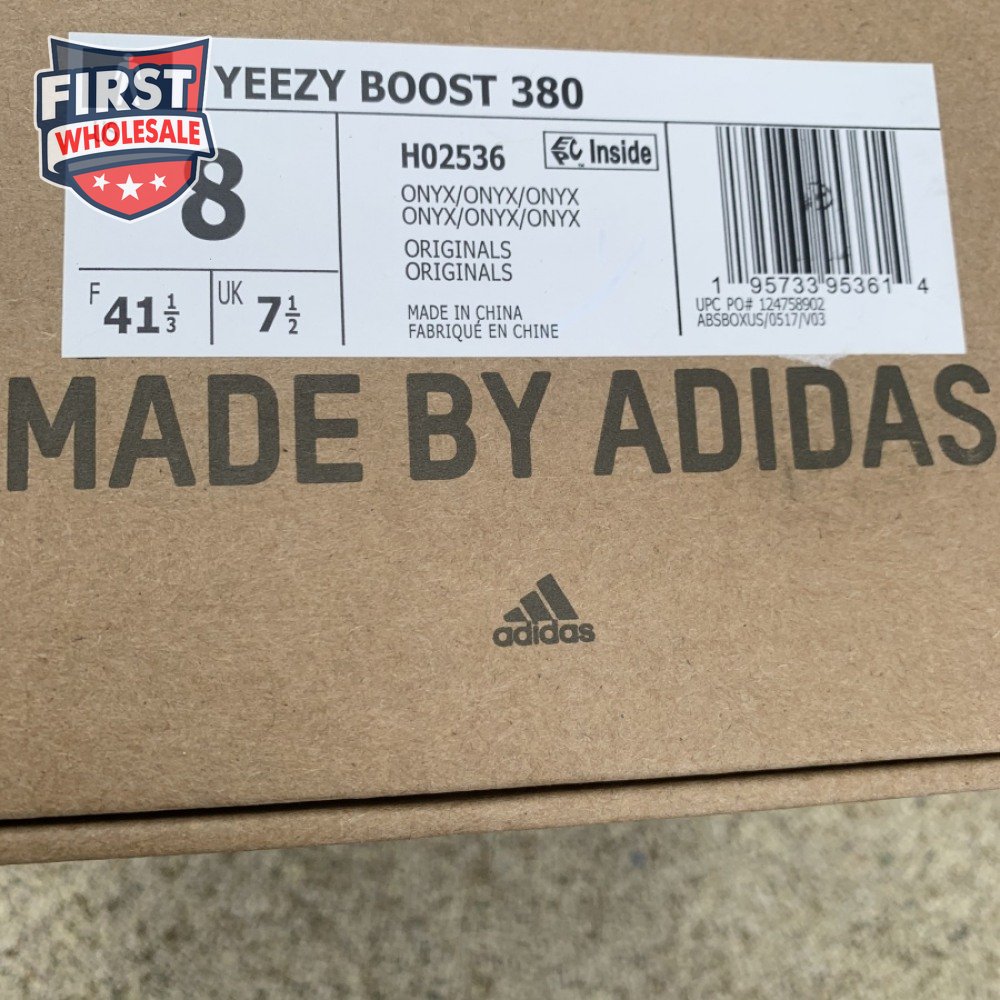 FIRST
WHOLESALE
YEEZY BOOST 380
8
F 41 1/3
UK 7 1/2
H02536
Inside
ONYX/ONYX/ONYX
ONYX/ONYX/ONYX
ORIGINALS
ORIGINALS
MADE IN CHINA
FABRIQUÉ EN CHINE
1 95733 95361 4
UPC PO# 124758902
ABSBOXUS/0517/V03
MADE BY ADIDAS
adidas